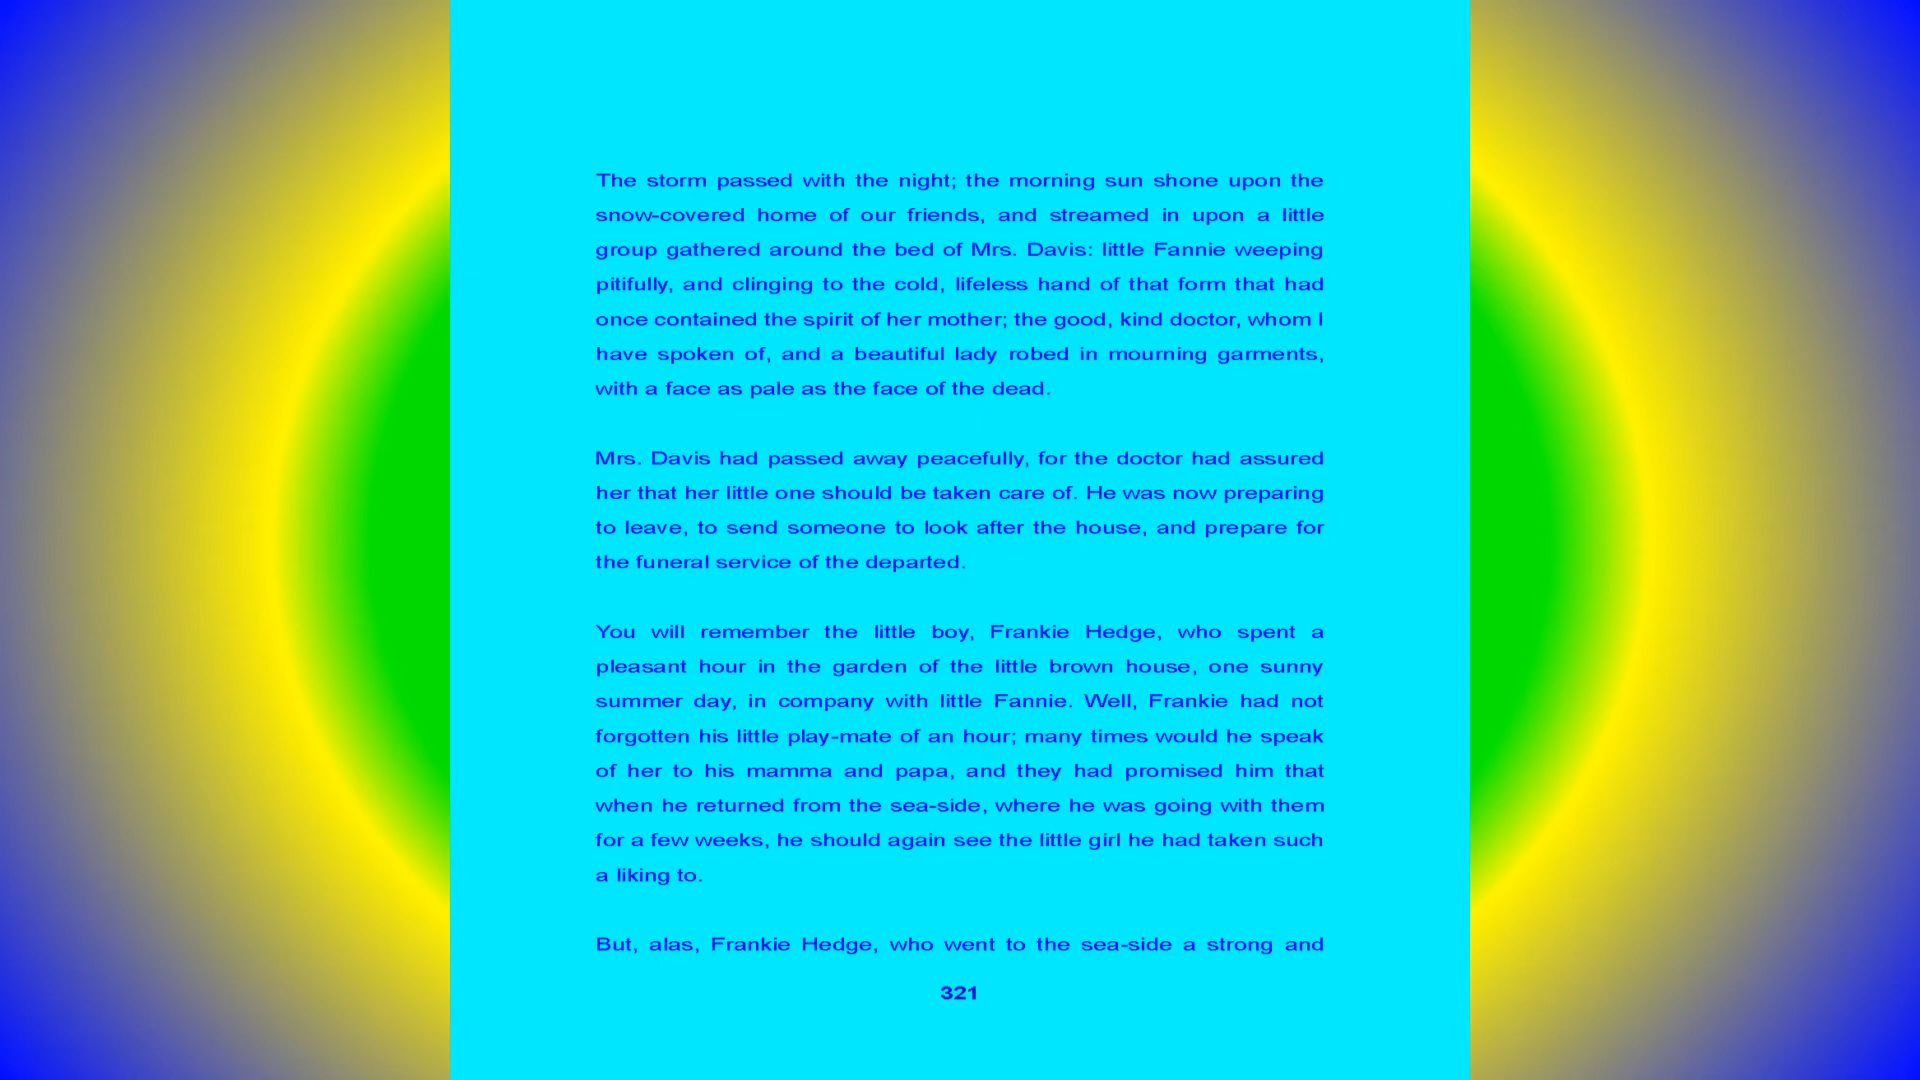 The storm passed with the night; the morning sun shone upon the
snow-covered home of our friends, and streamed in upon a little
group gathered around the bed of Mrs. Davis: little Fannie weeping
pitifully, and clinging to the cold, lifeless hand of that form that had
once contained the spirit of her mother; the good, kind doctor, whom I
have spoken of, and a beautiful lady robed in mourning garments,
with a face as pale as the face of the dead.
Mrs. Davis had passed away peacefully, for the doctor had assured
her that her little one should be taken care of. He was now preparing
to leave, to send someone to look after the house, and prepare for
the funeral service of the departed.
You will remember the little boy, Frankie Hedge, who spent a
pleasant hour in the garden of the little brown house, one sunny
summer day, in company with little Fannie. Well, Frankie had not
forgotten his little play-mate of an hour; many times would he speak
of her to his mamma and papa, and they had promised him that
when he returned from the sea-side, where he was going with them
for a few weeks, he should again see the little girl he had taken such
a liking to.
But, alas, Frankie Hedge, who went to the sea-side a strong and
321